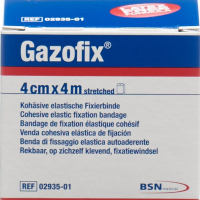 Gazofix®
4 cm x 4 m stretched
Kohäsive elastische Fixierbinde
Cohesive elastic fixation bandage
Bandage de fixation élastique cohésif
Venda cohesiva elástica de fijación
Benda di fissaggio elastica autoaderente
Rekbaar, op zichzelf klevend, fixatiewindsel
REF 02935-01
BSN medical
REF 02935-01